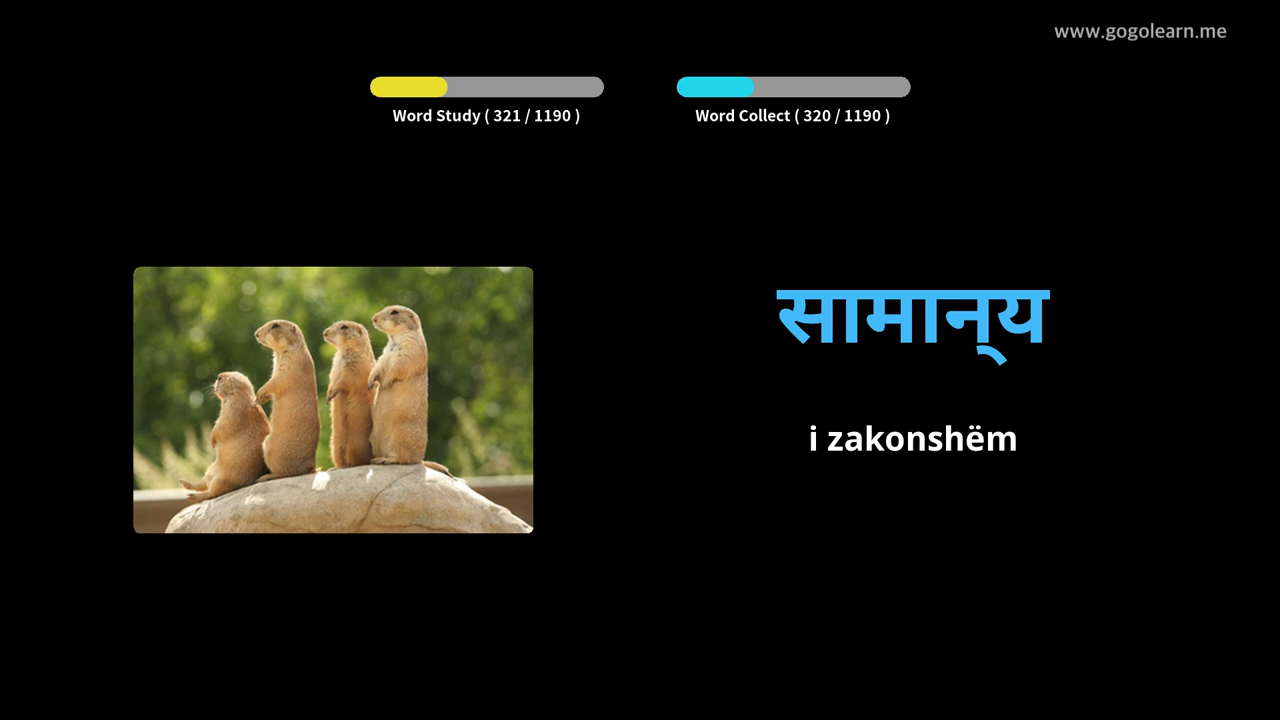 www.gogolearn.me
Word Study ( 321 / 1190 )
Word Collect ( 320 / 1190 )
सामान्य
i zakonshëm